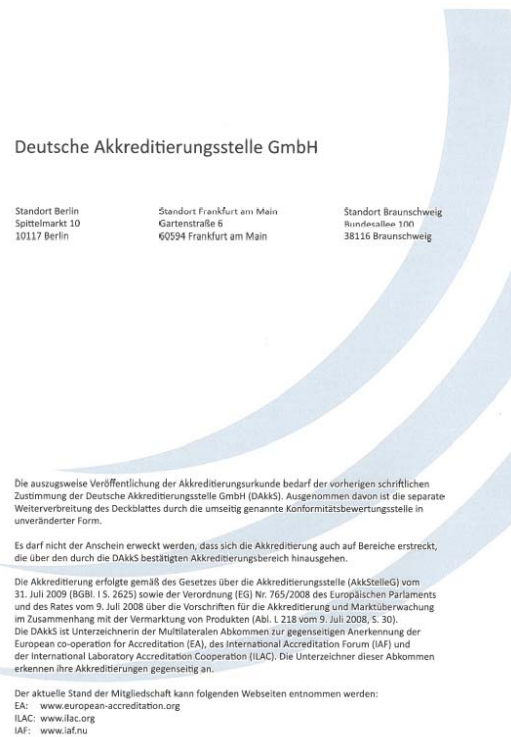 Deutsche Akkreditierungsstelle GmbH
Standort Berlin
Spittelmarkt 10
10117 Berlin
Standort Frankfurt am Main
Gartenstraße 6
60594 Frankfurt am Main
Standort Braunschweig
Bundesallee 100
38116 Braunschweig
Die auszugsweise Veröffentlichung der Akkreditierungsurkunde bedarf der vorherigen schriftlichen
Zustimmung der Deutsche Akkreditierungsstelle GmbH (DAkkS). Ausgenommen davon ist die separate
Weiterverbreitung des Deckblattes durch die umseitig genannte Konformitätsbewertungsstelle in
unveränderter Form.
Es darf nicht der Anschein erweckt werden, dass sich die Akkreditierung auch auf Bereiche erstreckt,
die über den durch die DAkkS bestätigten Akkreditierungsbereich hinausgehen.
Die Akkreditierung erfolgte gemäß des Gesetzes über die Akkreditierungsstelle (AkkStelleG) vom
31. Juli 2009 (BGBl. I S. 2625) sowie der Verordnung (EG) Nr. 765/2008 des Europäischen Parlaments
und des Rates vom 9. Juli 2008 über die Vorschriften für die Akkreditierung und Marktüberwachung
im Zusammenhang mit der Vermarktung von Produkten (Abl. L 218 vom 9. Juli 2008, S. 30).
Die DAkkS ist Unterzeichnerin der Multilateralen Abkommen zur gegenseitigen Anerkennung der
European co-operation for Accreditation (EA), des International Accreditation Forum (IAF) und
der International Laboratory Accreditation Cooperation (ILAC). Die Unterzeichner dieser Abkommen
erkennen ihre Akkreditierungen gegenseitig an.
Der aktuelle Stand der Mitgliedschaft kann folgenden Webseiten entnommen werden:
EA: www.european-accreditation.org
ILAC: www.ilac.org
IAF: www.iaf.nu